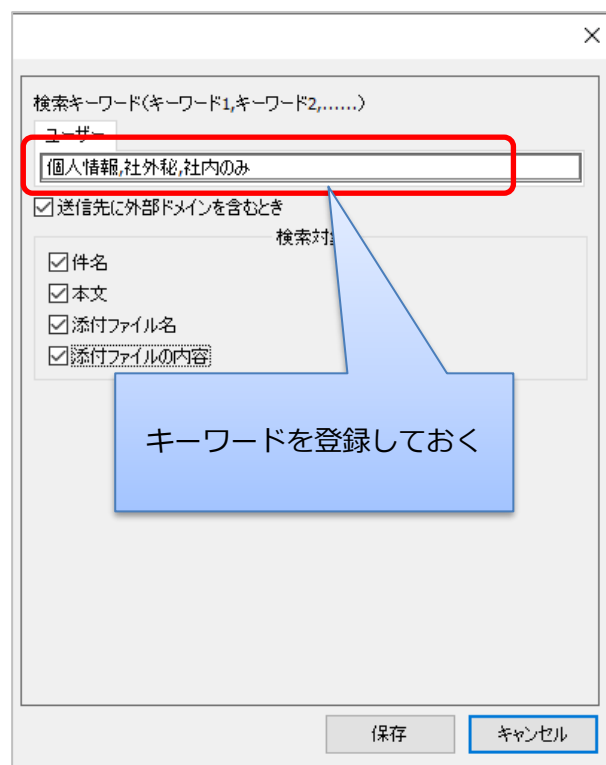 検索キーワード(キーワード1,キーワード2,......)
ユーザー
個人情報,社外秘,社内のみ
送信先に外部ドメインを含むとき
検索対
件名
本文
添付ファイル名
添付ファイルの内容
キーワードを登録しておく
保存
キャンセル